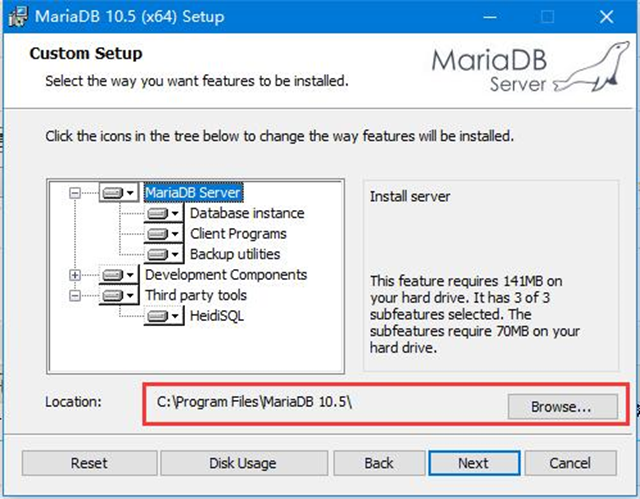 MariaDB 10.5 (x64) Setup
Custom Setup
Select the way you want features to be installed.
MariaDB
Server
Click the icons in the tree below to change the way features will be installed.
MariaDB Server
Database instance
Client Programs
Backup utilities
Development Components
Third party tools
HeidiSQL
Install server
This feature requires 141MB on
your hard drive. It has 3 of 3
subfeatures selected. The
subfeatures require 70MB on your
hard drive.
Location:
C:\Program Files\MariaDB 10.5\
Browse...
Reset
Disk Usage
Back
Next
Cancel